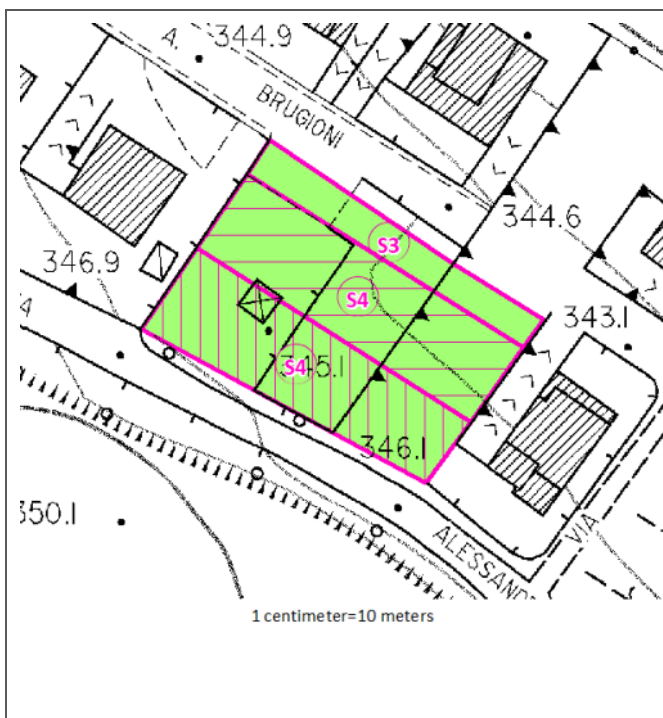 A.
344.9
BRUGIONI
344.6
S3
346.9
S4
343.1
S4
345.1
346.1
350.1
ALESSAND
VIA
1 centimeter=10 meters